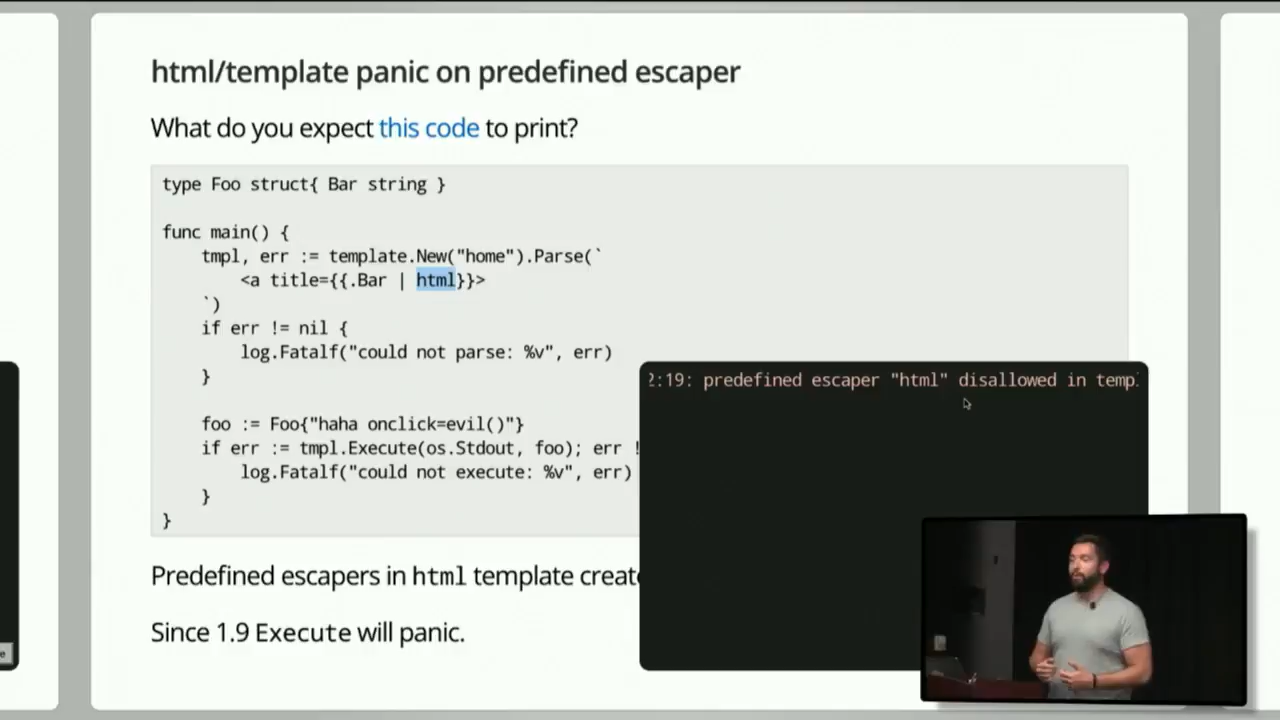 html/template panic on predefined escaper
What do you expect this code to print?
type Foo struct{ Bar string }
func main() {
tmpl, err := template.New("home").Parse(`
<a title={{.Bar | html}}>
`)
if err != nil {
log.Fatalf("could not parse: %v", err)
}
foo := Foo{"haha onclick=evil()"}
if err := tmpl.Execute(os.Stdout, foo); err !
log.Fatalf("could not execute: %v", err)
}
}
2:19: predefined escaper "html" disallowed in temp
Predefined escapers in html template create
Since 1.9 Execute will panic.